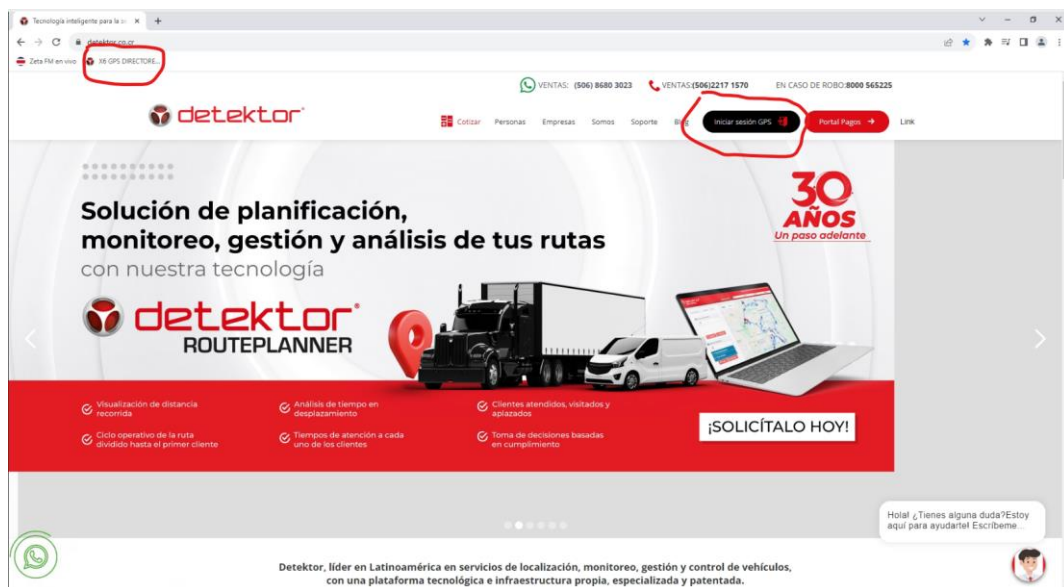 Tecnología inteligente para la se
detektor.co.cr
Zeta FM en vivo
X6 GPS DIRECTORE...
VENTAS: (506) 8680 3023
VENTAS:(506)2217 1570
EN CASO DE ROBO:8000 565225
detektor
Cotizar Personas Empresas Somos Soporte Blog Iniciar sesión GPS Portal Pagos → Link
Solución de planificación,
monitoreo, gestión y análisis de tus rutas
con nuestra tecnología
detektor
ROUTEPLANNER
30
AÑOS
Un paso adelante
Visualización de distancia
recorrida
Ciclo operativo de la ruta
dividido hasta el primer cliente
Análisis de tiempo en
desplazamiento
Tiempos de atención a cada
uno de los clientes
Clientes atendidos, visitados y
aplazados
Toma de decisiones basadas
en cumplimiento
¡SOLICÍTALO HOY!
Hola! ¿Tienes alguna duda?Estoy
aquí para ayudarte! Escríbeme...
Detektor, líder en Latinoamérica en servicios de localización, monitoreo, gestión y control de vehículos,
con una plataforma tecnológica e infraestructura propia, especializada y patentada.